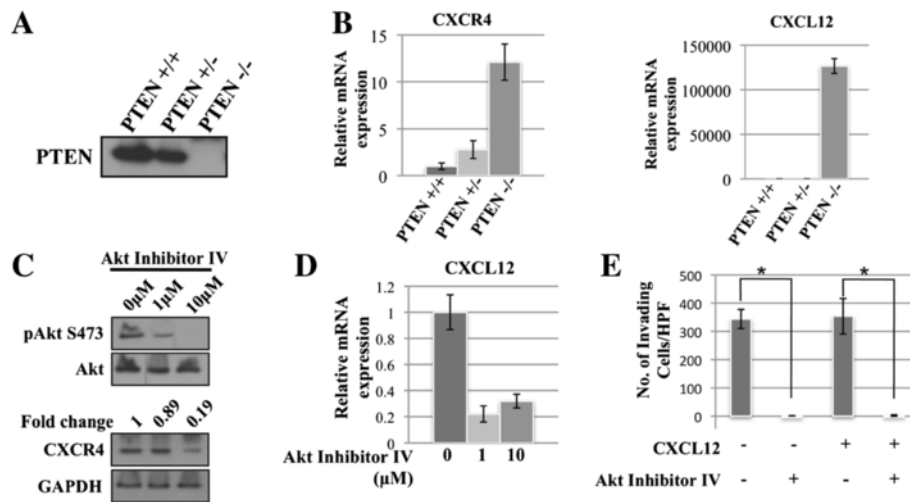 A
PTEN +/+
PTEN +/-
PTEN -/-
PTEN
B
CXCR4
Relative mRNA
expression
15
10
5
0
PTEN +/+
PTEN +/-
PTEN -/-
CXCL12
Relative mRNA
expression
150000
100000
50000
0
PTEN +/+
PTEN +/-
PTEN -/-
C
Akt Inhibitor IV
0μM
1μM
10μM
pAkt S473
Akt
Fold change 1 0.89 0.19
CXCR4
GAPDH
D
CXCL12
Relative mRNA
expression
1.2
1
0.8
0.6
0.4
0.2
0
Akt Inhibitor IV 0 1 10
(μM)
E
No. of Invading
Cells/HPF
500
400
300
200
100
0
* *
CXCL12 - - + +
Akt Inhibitor IV - + - +